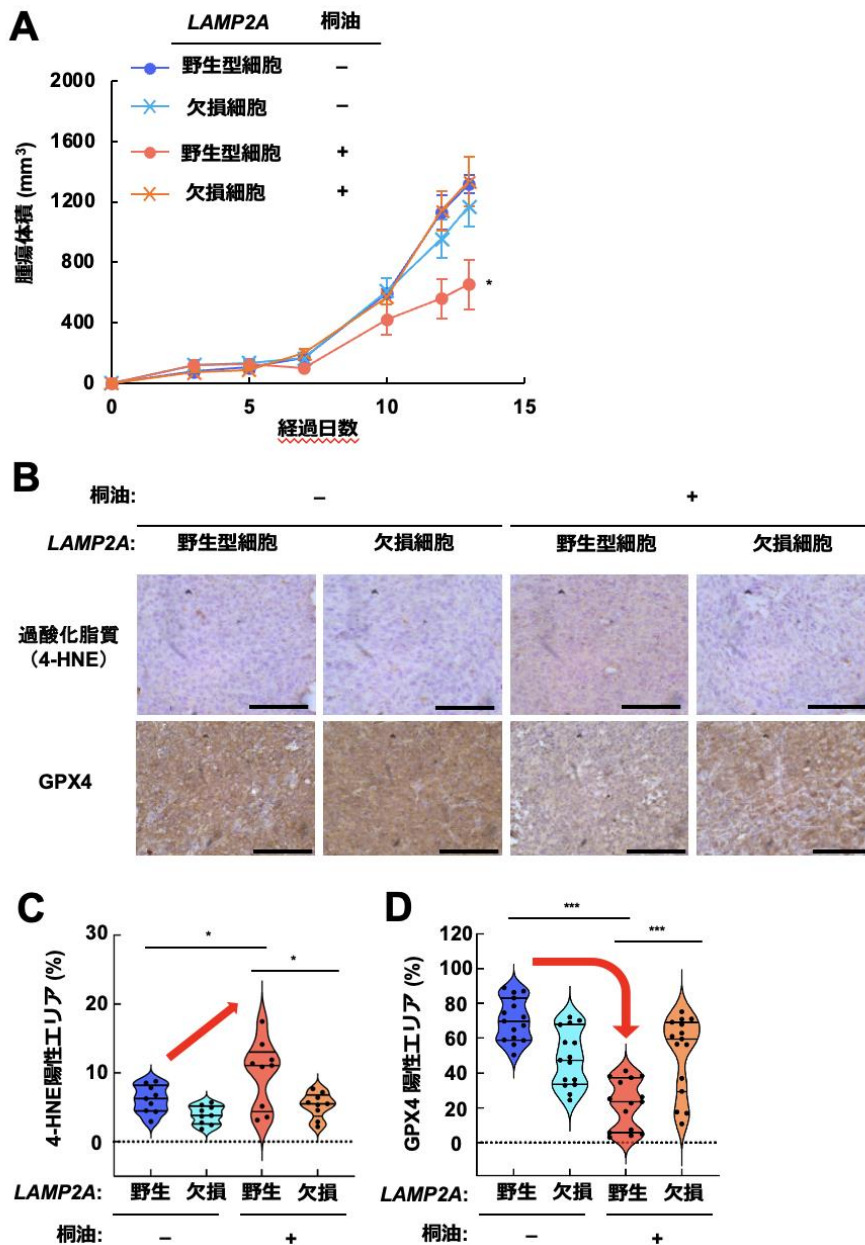 A
LAMP2A 桐油
野生型細胞 –
欠損細胞 –
野生型細胞 +
欠損細胞 +
腫瘍体積 (mm³)
2000
1600
1200
800
400
0
*
0 5 10 15
経過日数
B
桐油: – +
LAMP2A: 野生型細胞 欠損細胞 野生型細胞 欠損細胞
過酸化脂質
（4-HNE）
GPX4
C
4-HNE陽性エリア (%)
30
20
10
0
*
*
LAMP2A: 野生 欠損 野生 欠損
桐油: – +
D
GPX4 陽性エリア (%)
120
100
80
60
40
20
0
***
***
LAMP2A: 野生 欠損 野生 欠損
桐油: – +